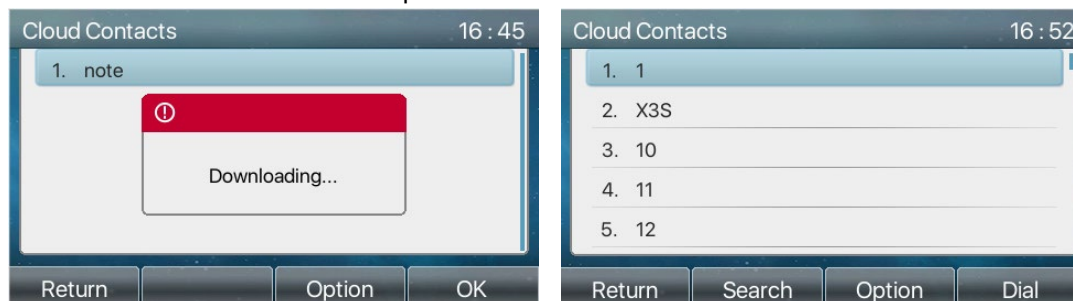 Cloud Contacts 16 : 45
1. note
Downloading...
Return Option OK
Cloud Contacts 16 : 52
1. 1
2. X3S
3. 10
4. 11
5. 12
Return Search Option Dial